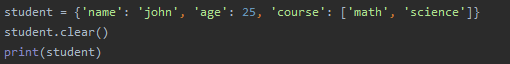 student = {'name': 'john', 'age': 25, 'course': ['math', 'science']}
student.clear()
print(student)